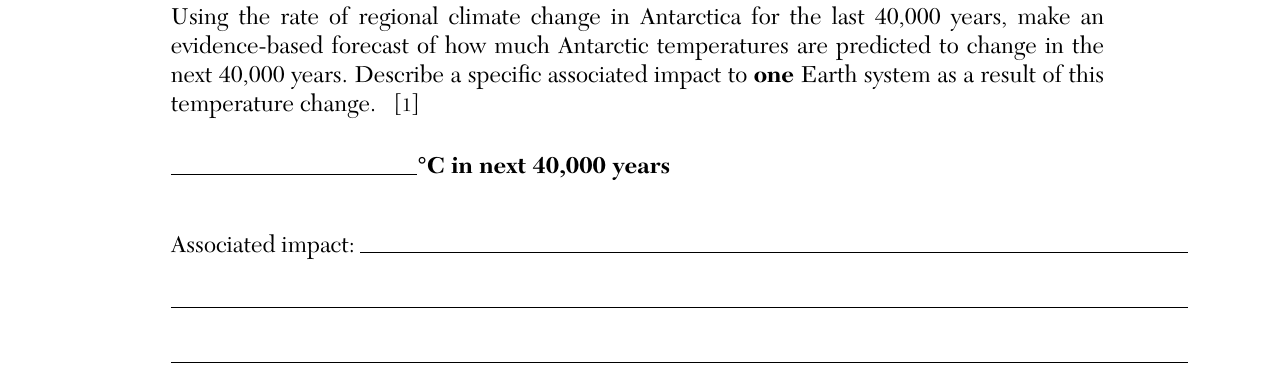 Using the rate of regional climate change in Antarctica for the last 40,000 years, make an
evidence-based forecast of how much Antarctic temperatures are predicted to change in the
next 40,000 years. Describe a specific associated impact to one Earth system as a result of this
temperature change. [1]
°C in next 40,000 years
Associated impact: